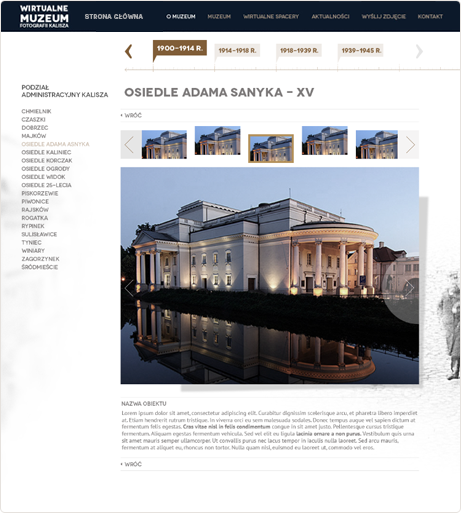 WIRTUALNE
MUZEUM
FOTOGRAFII KALISZA
STRONA GŁÓWNA
O MUZEUM
MUZEUM
WIRTUALNE SPACERY
AKTUALNOŚCI
WYŚLIJ ZDJĘCIE
KONTAKT
1900-1914 R.
1914-1918 R.
1918-1939 R.
1939-1945 R.
PODZIAŁ
ADMINISTRACYJNY KALISZA
CHMIELNIK
CZASZKI
DOBRZEC
MAJKÓW
OSIEDLE ADAMA ASNYKA
OSIEDLE KALINIEC
OSIEDLE KORCZAK
OSIEDLE OGRODY
OSIEDLE WIDOK
OSIEDLE 25-LECIA
PISKORZEWIE
PIWONICE
RAJSKÓW
ROGATKA
RYPINEK
SULISŁAWICE
TYNIEC
WINIARY
ZAGORZYNEK
ŚRÓDMIEŚCIE
OSIEDLE ADAMA SANYKA - XV
WRÓĆ
NAZWA OBIEKTU
Lorem ipsum dolor sit amet, consectetur adipiscing elit. Curabitur dignissim scelerisque arcu, et pharetra libero imperdiet
at. Etiam hendrerit rutrum tristique. In viverra orci eu sem malesuada sodales. Donec tempus augue vel sapien dictum at
fermentum felis egestas. Cras vitae nisl in felis condimentum congue in sit amet justo. Pellentesque cursus tristique
fermentum. Aliquam egestas fermentum vehicula. Sed vel elit eu ligula lacinia ornare a non purus. Vestibulum quis urna
sit amet mauris semper ullamcorper. Ut convallis purus nec lacus tempor in iaculis nulla laoreet. Sed arcu mauris,
fermentum at aliquet eu, rhoncus non tortor. Nulla quam nisl, euismod eu laoreet ut, commodo vel eros.
WRÓĆ